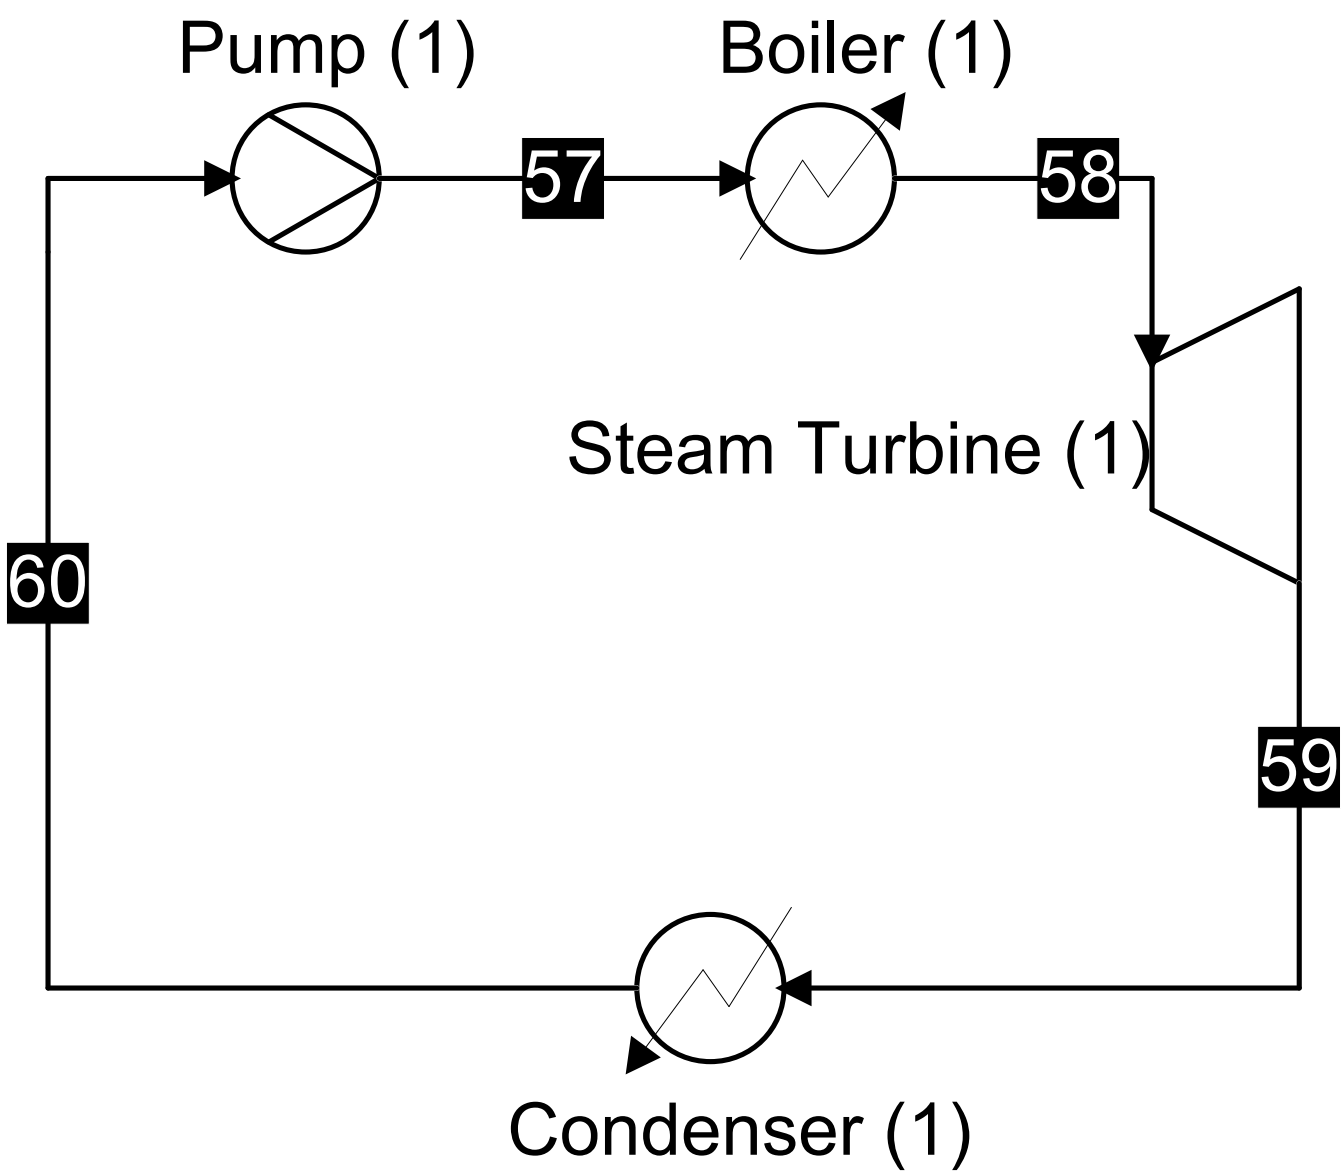 Pump (1)
Boiler (1)
57
58
Steam Turbine (1)
60
59
Condenser (1)